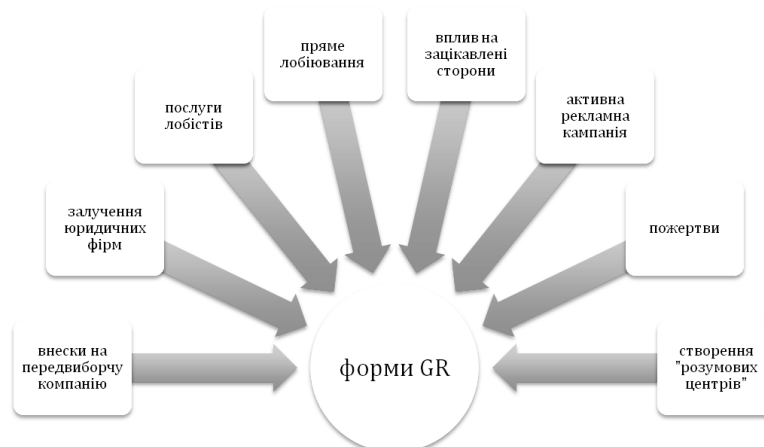 внески на
передвиборчу
компанію
залучення
юридичних
фірм
послуги
лобістів
пряме
лобіювання
вплив на
зацікавлені
сторони
активна
рекламна
кампанія
пожертви
створення
"розумових
центрів"
форми GR